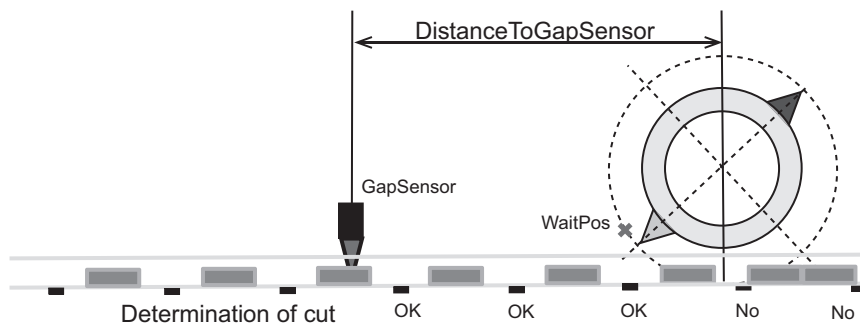 DistanceToGapSensor
GapSensor
WaitPos
Determination of cut OK OK OK No No